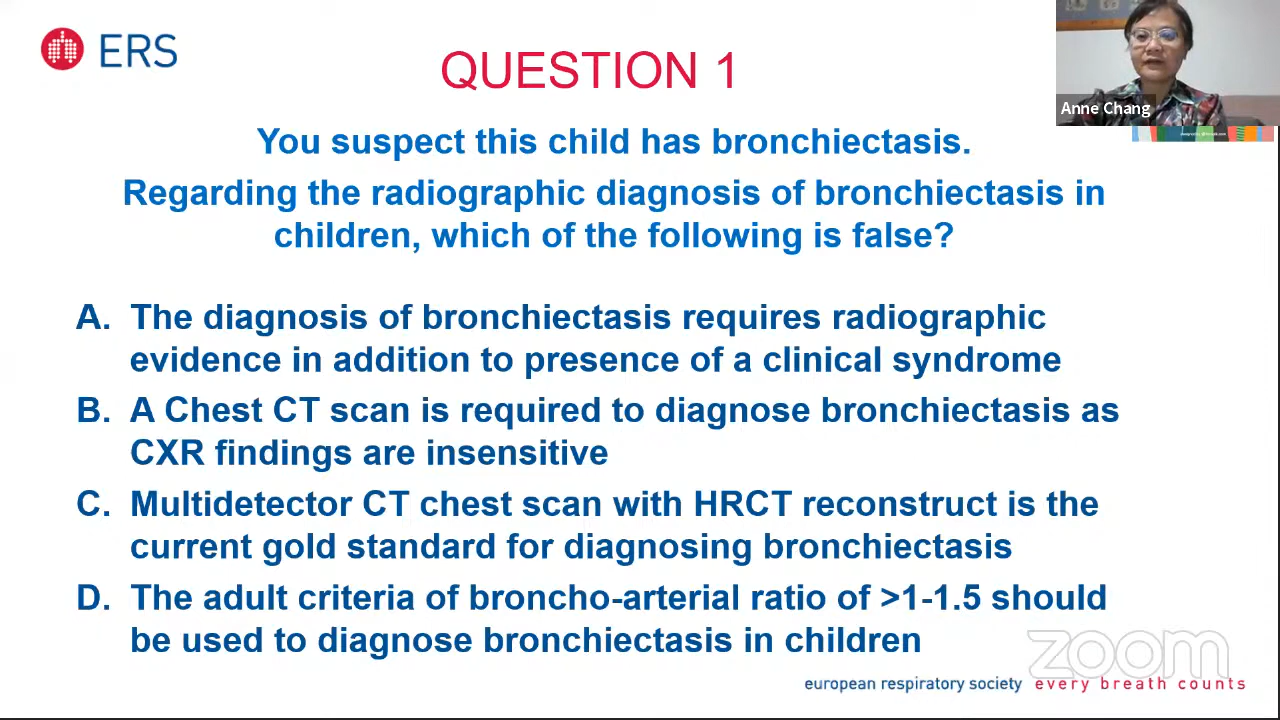 ERS
QUESTION 1
Anne Chang
You suspect this child has bronchiectasis.
Regarding the radiographic diagnosis of bronchiectasis in
children, which of the following is false?
A. The diagnosis of bronchiectasis requires radiographic
evidence in addition to presence of a clinical syndrome
B. A Chest CT scan is required to diagnose bronchiectasis as
CXR findings are insensitive
C. Multidetector CT chest scan with HRCT reconstruct is the
current gold standard for diagnosing bronchiectasis
D. The adult criteria of broncho-arterial ratio of >1-1.5 should
be used to diagnose bronchiectasis in children
zoom
european respiratory society every breath counts